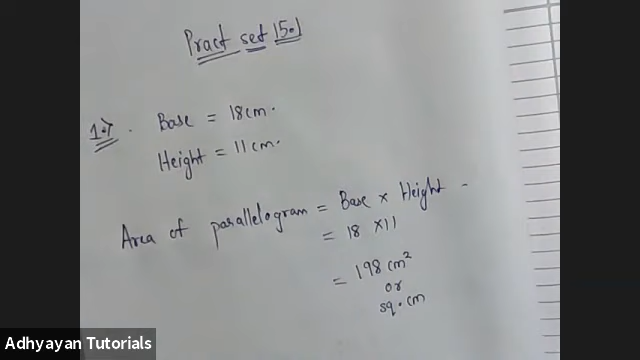 Pract set 15.1
1.> . Base = 18 cm.
Height = 11 cm.
Area of parallelogram = Base × Height -
= 18 × 11
= 198 cm²
or
sq. cm
Adhyayan Tutorials